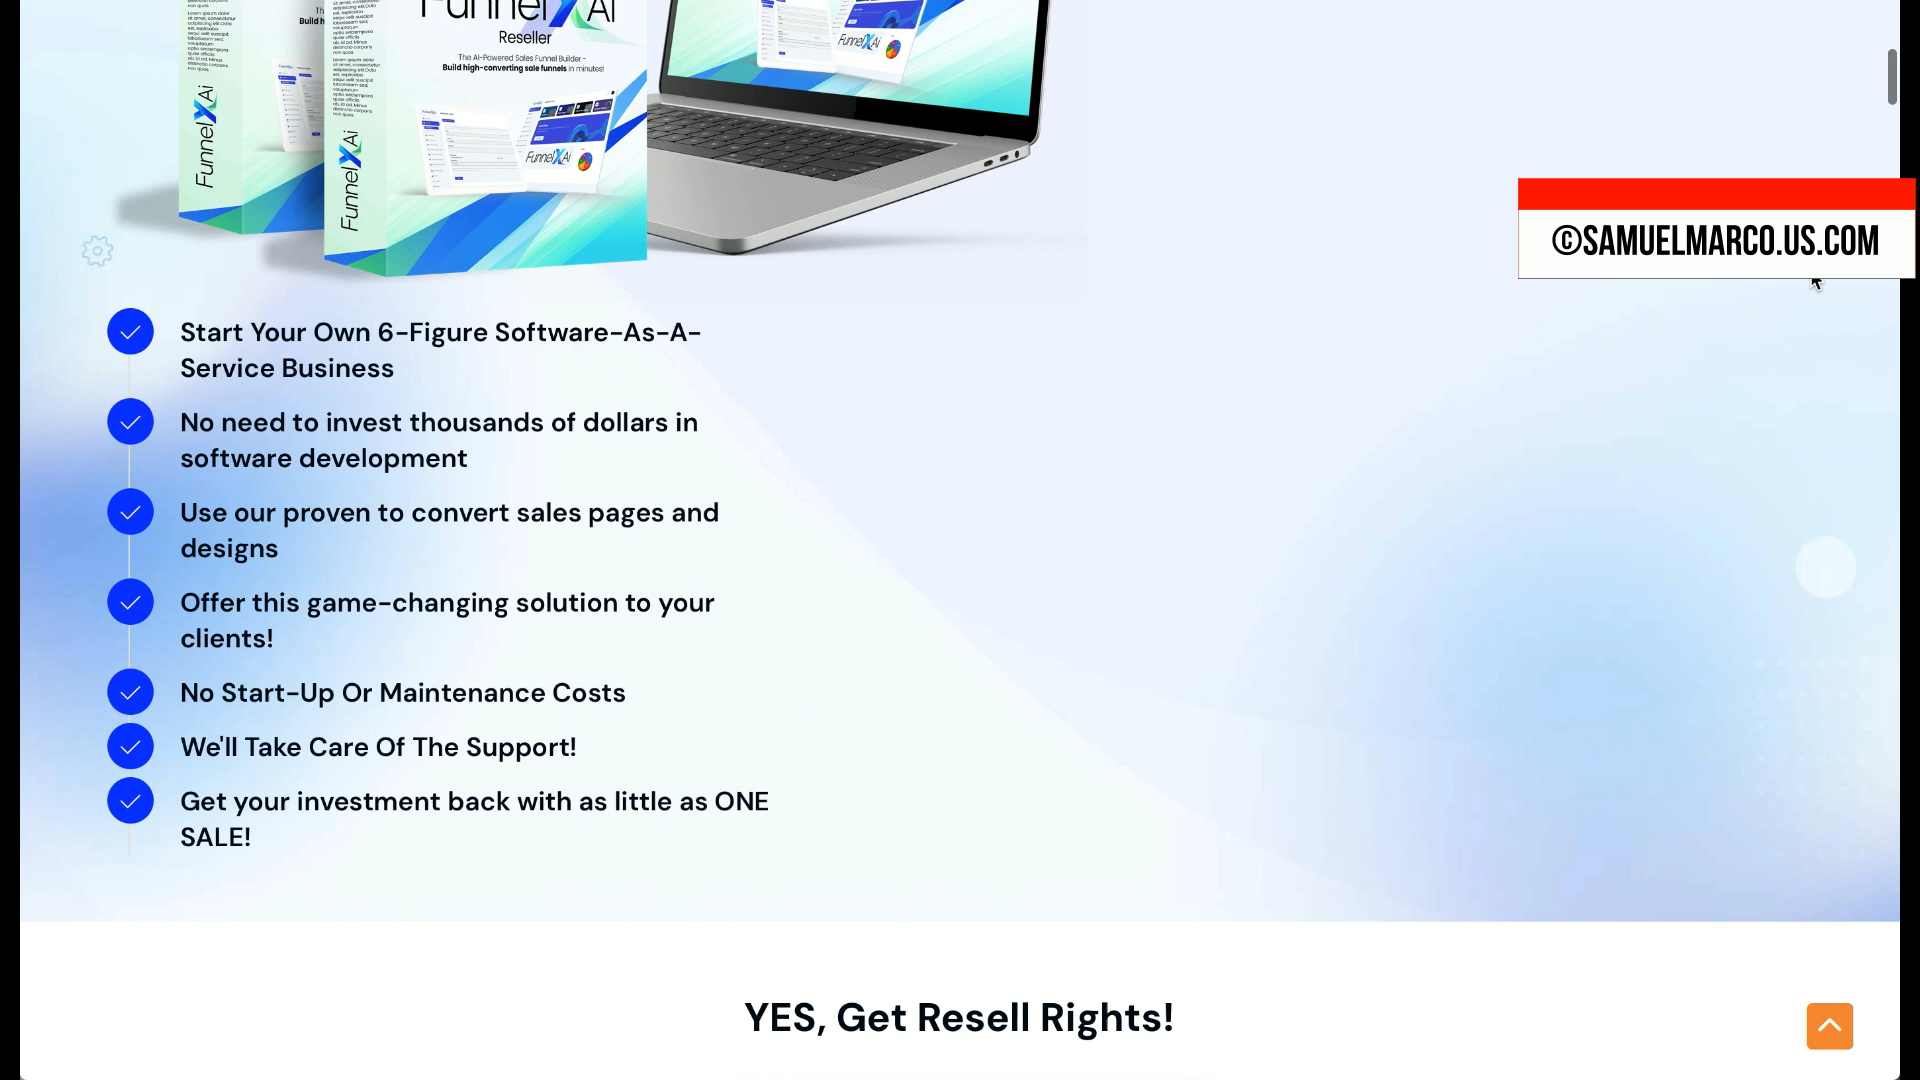 FunnelXAi
Reseller
The AI-Powered Sales Funnel Builder -
Build high-converting sale funnels in minutes!
FunnelXAi
FunnelXAi
FunnelXAi
FunnelXAi
©SAMUELMARCO.US.COM
Start Your Own 6-Figure Software-As-A-
Service Business
No need to invest thousands of dollars in
software development
Use our proven to convert sales pages and
designs
Offer this game-changing solution to your
clients!
No Start-Up Or Maintenance Costs
We'll Take Care Of The Support!
Get your investment back with as little as ONE
SALE!
YES, Get Resell Rights!